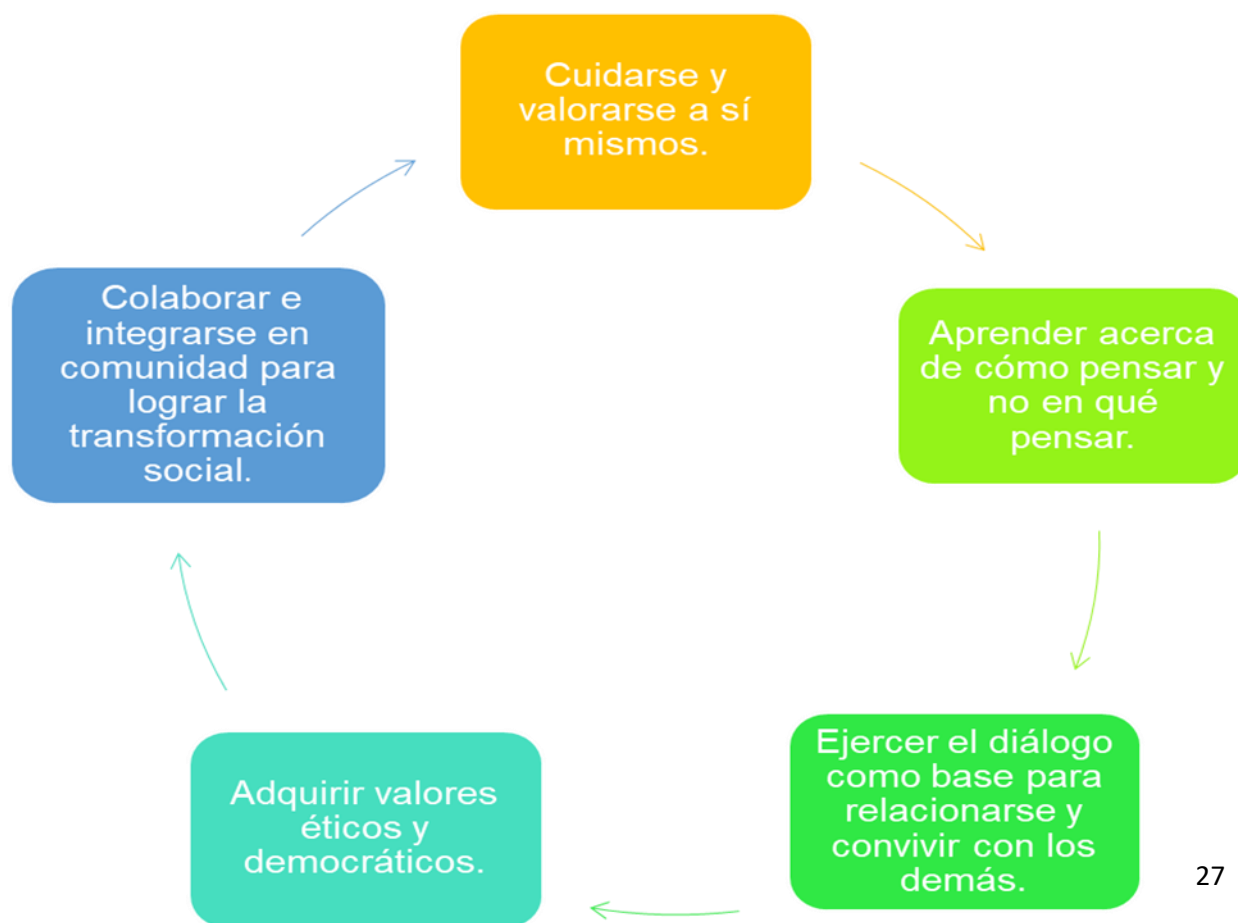 Cuidarse y
valorarse a sí
mismos.
Aprender acerca
de cómo pensar y
no en qué
pensar.
Ejercer el diálogo
como base para
relacionarse y
convivir con los
demás.
Adquirir valores
éticos y
democráticos.
Colaborar e
integrarse en
comunidad para
lograr la
transformación
social.
27